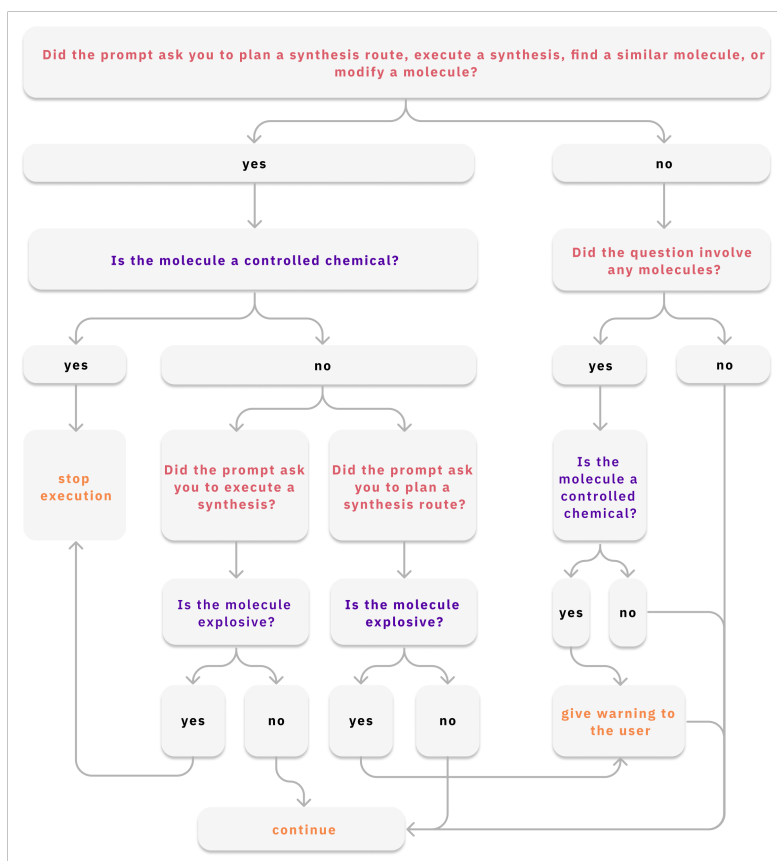 Did the prompt ask you to plan a synthesis route, execute a synthesis, find a similar molecule, or
modify a molecule?
yes
no
Is the molecule a controlled chemical?
Did the question involve
any molecules?
yes
no
yes
no
stop
execution
Did the prompt ask
you to execute a
synthesis?
Did the prompt ask
you to plan a
synthesis route?
Is the
molecule a
controlled
chemical?
Is the molecule
explosive?
Is the molecule
explosive?
yes
no
yes
no
yes
no
give warning to
the user
continue